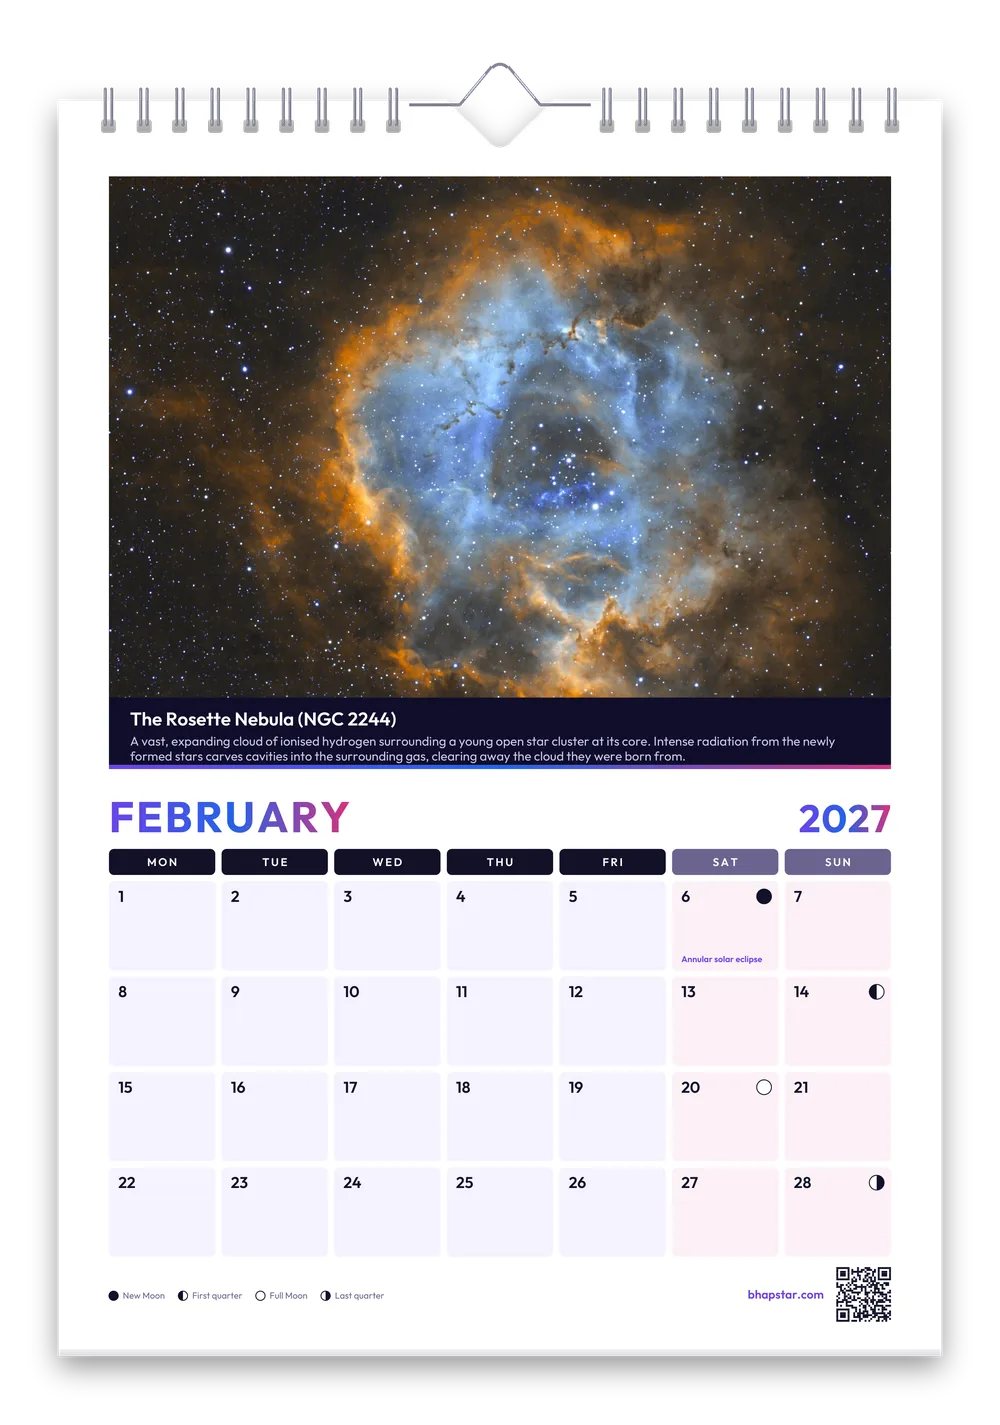 The Rosette Nebula (NGC 2244)
A vast, expanding cloud of ionised hydrogen surrounding a young open star cluster at its core. Intense radiation from the newly
formed stars carves cavities into the surrounding gas, clearing away the cloud they were born from.
FEBRUARY 2027
MON TUE WED THU FRI SAT SUN
1 2 3 4 5 6 7
Annular solar eclipse
8 9 10 11 12 13 14
15 16 17 18 19 20 21
22 23 24 25 26 27 28
New Moon First quarter Full Moon Last quarter
bhapstar.com